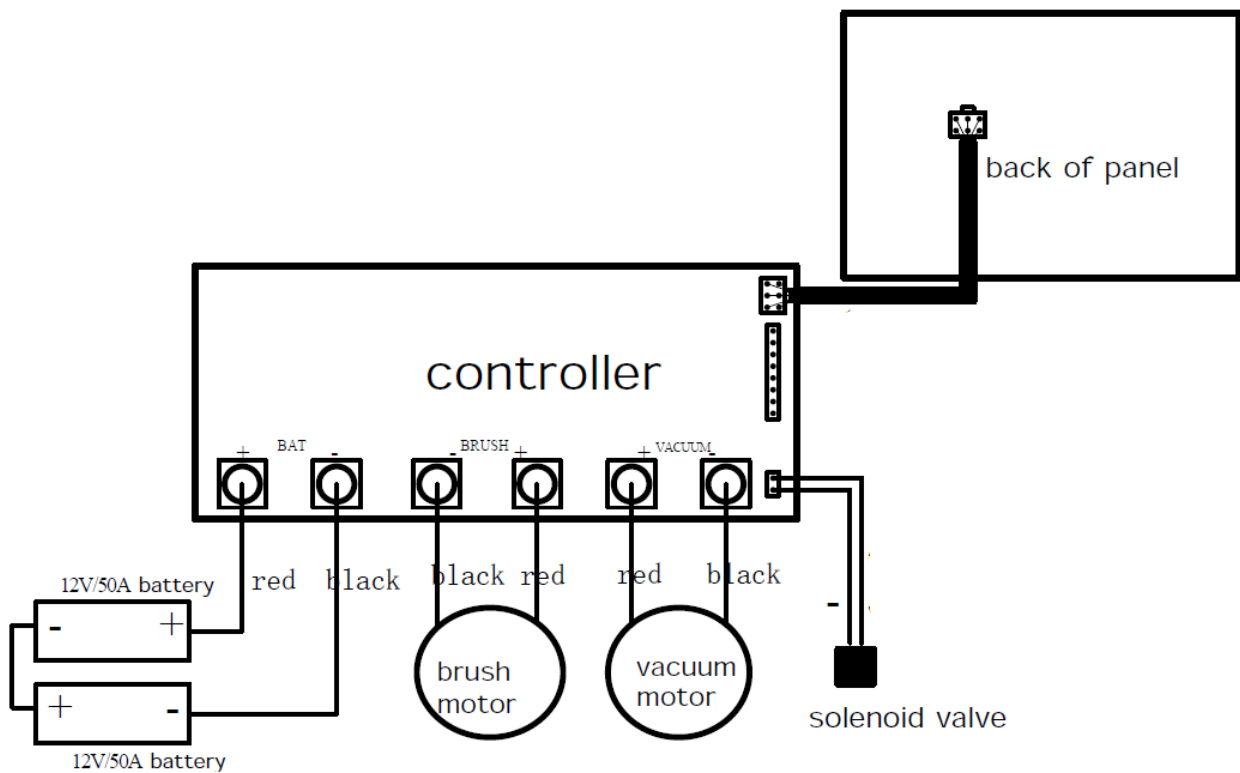 back of panel
controller
+ BAT - - BRUSH + + VACUUM -
red black black red red black
12V/50A battery
- +
+ -
12V/50A battery
brush
motor
vacuum
motor
-
solenoid valve